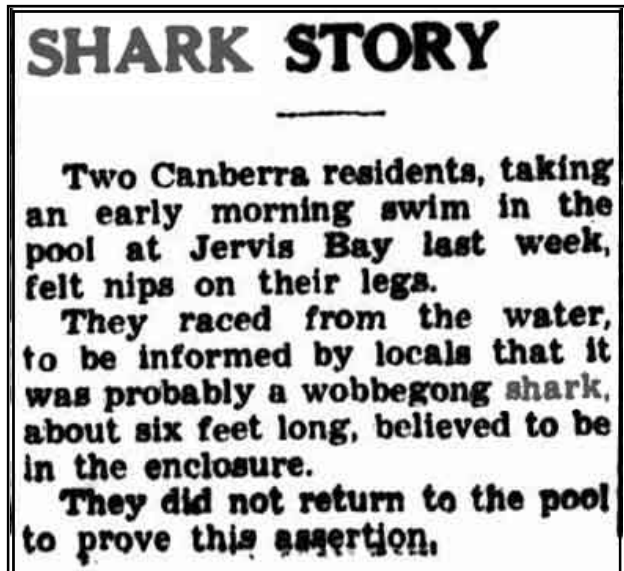 SHARK STORY
Two Canberra residents, taking
an early morning swim in the
pool at Jervis Bay last week,
felt nips on their legs.
They raced from the water,
to be informed by locals that it
was probably a wobbegong shark,
about six feet long, believed to be
in the enclosure.
They did not return to the pool
to prove this assertion.